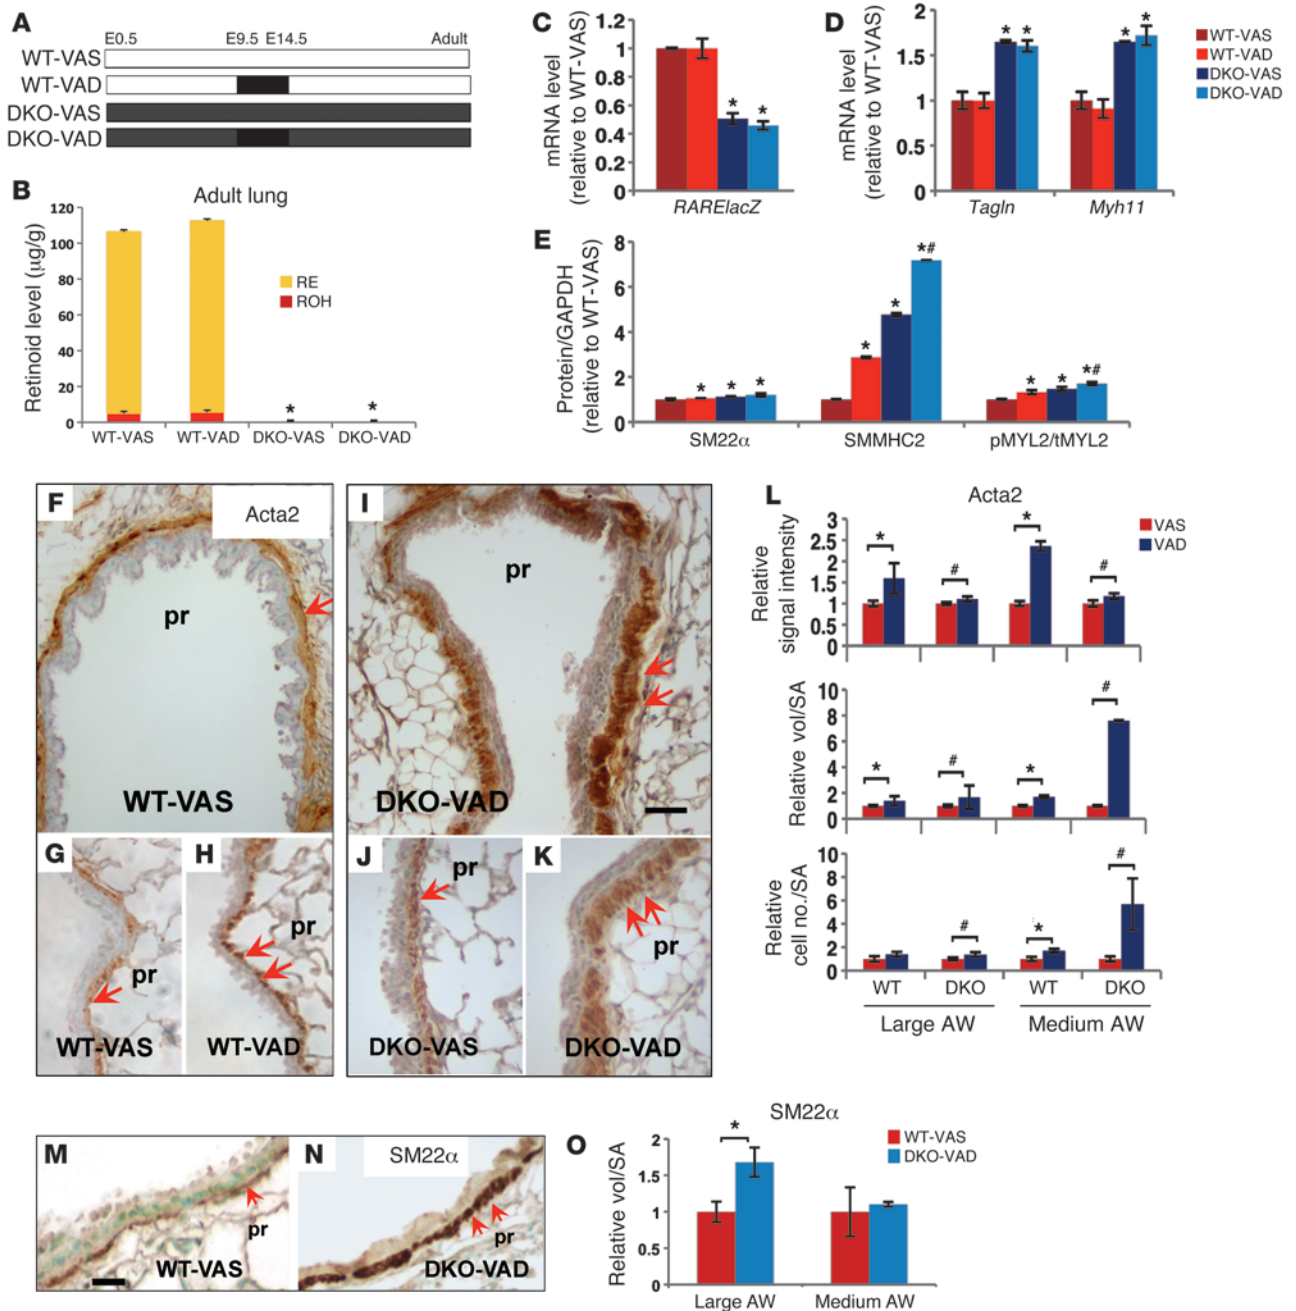 A
E0.5 E9.5 E14.5 Adult
WT-VAS
WT-VAD
DKO-VAS
DKO-VAD
B
Adult lung
Retinoid level (µg/g)
120
100
80
60
40
20
0
RE
ROH
* *
WT-VAS WT-VAD DKO-VAS DKO-VAD
C
mRNA level
(relative to WT-VAS)
1.2
1
0.8
0.6
0.4
0.2
0
* *
RARElacZ
D
mRNA level
(relative to WT-VAS)
2
1.5
1
0.5
0
* * * *
Tagln Myh11
WT-VAS
WT-VAD
DKO-VAS
DKO-VAD
E
Protein/GAPDH
(relative to WT-VAS)
8
6
4
2
0
* * * * * *# * * *#
SM22α SMMHC2 pMYL2/tMYL2
F
Acta2
pr
WT-VAS
G
pr
WT-VAS
H
pr
WT-VAD
I
pr
DKO-VAD
J
pr
DKO-VAS
K
pr
DKO-VAD
L
Acta2
VAS
VAD
Relative
signal intensity
3
2.5
2
1.5
1
0.5
0
* # * #
Relative vol/SA
10
8
6
4
2
0
* # * #
Relative
cell no./SA
10
8
6
4
2
0
# * #
WT DKO WT DKO
Large AW Medium AW
M
pr
WT-VAS
N
SM22α
pr
DKO-VAD
O
SM22α
WT-VAS
DKO-VAD
Relative vol/SA
2
1.5
1
0.5
0
*
Large AW Medium AW